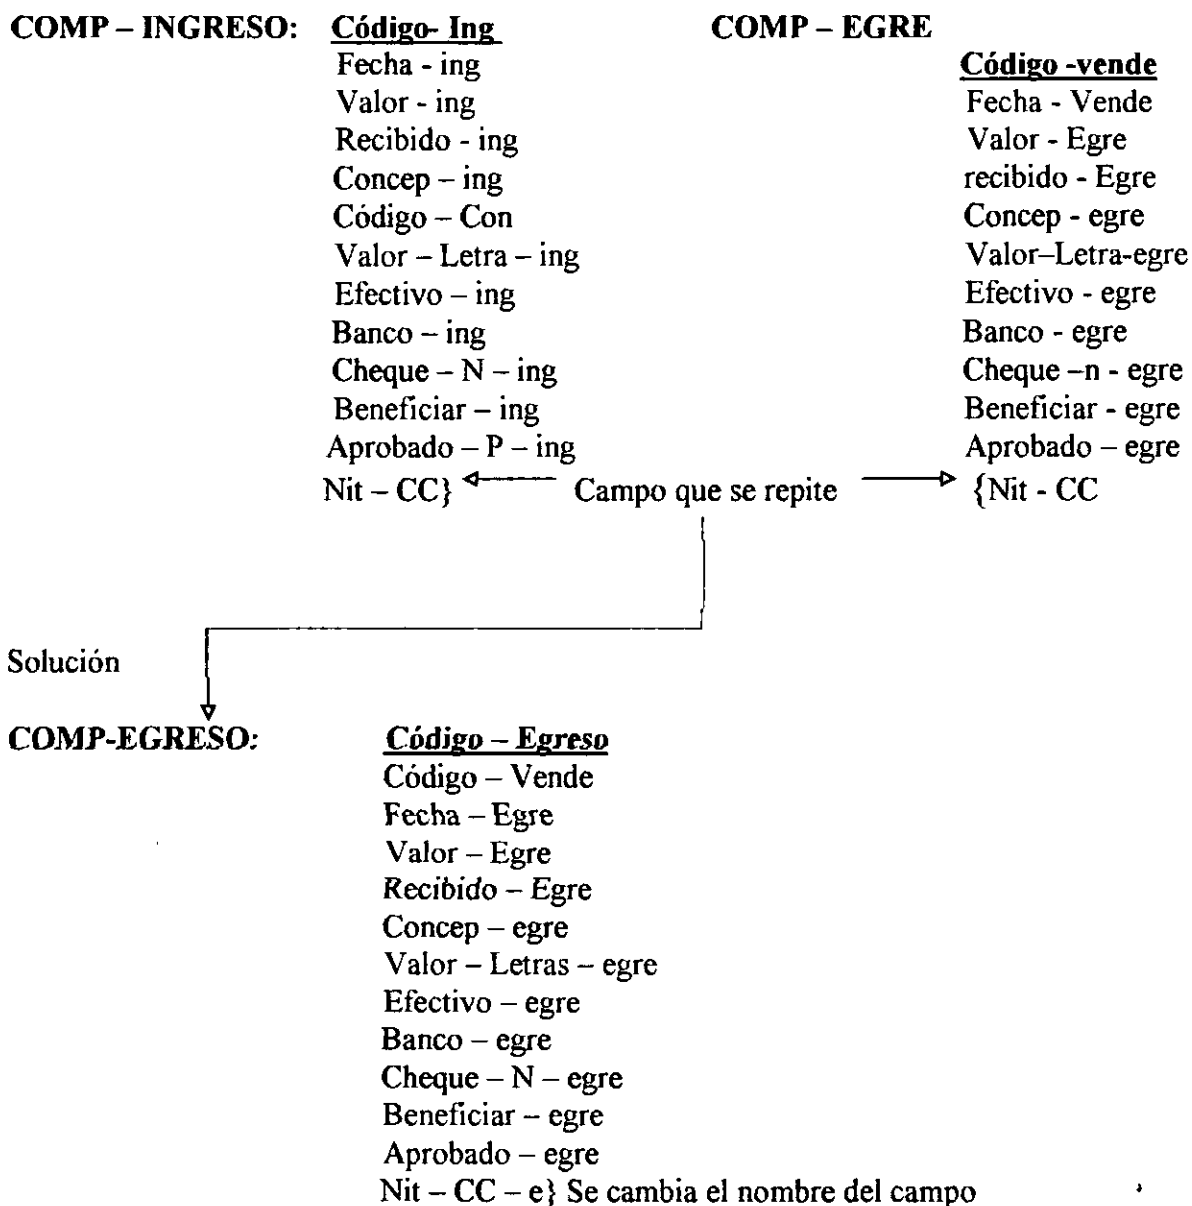 COMP – INGRESO: Código- Ing COMP – EGRE
Fecha - ing Código -vende
Valor - ing Fecha - Vende
Recibido - ing Valor - Egre
Concep – ing recibido - Egre
Código – Con Concep - egre
Valor – Letra – ing Valor–Letra-egre
Efectivo – ing Efectivo - egre
Banco – ing Banco - egre
Cheque – N – ing Cheque –n - egre
Beneficiar – ing Beneficiar - egre
Aprobado – P – ing Aprobado – egre
Nit – CC} Campo que se repite {Nit - CC
Solución
COMP-EGRESO: Código – Egreso
Código – Vende
Fecha – Egre
Valor – Egre
Recibido – Egre
Concep – egre
Valor – Letras – egre
Efectivo – egre
Banco – egre
Cheque – N – egre
Beneficiar – egre
Aprobado – egre
Nit – CC – e} Se cambia el nombre del campo